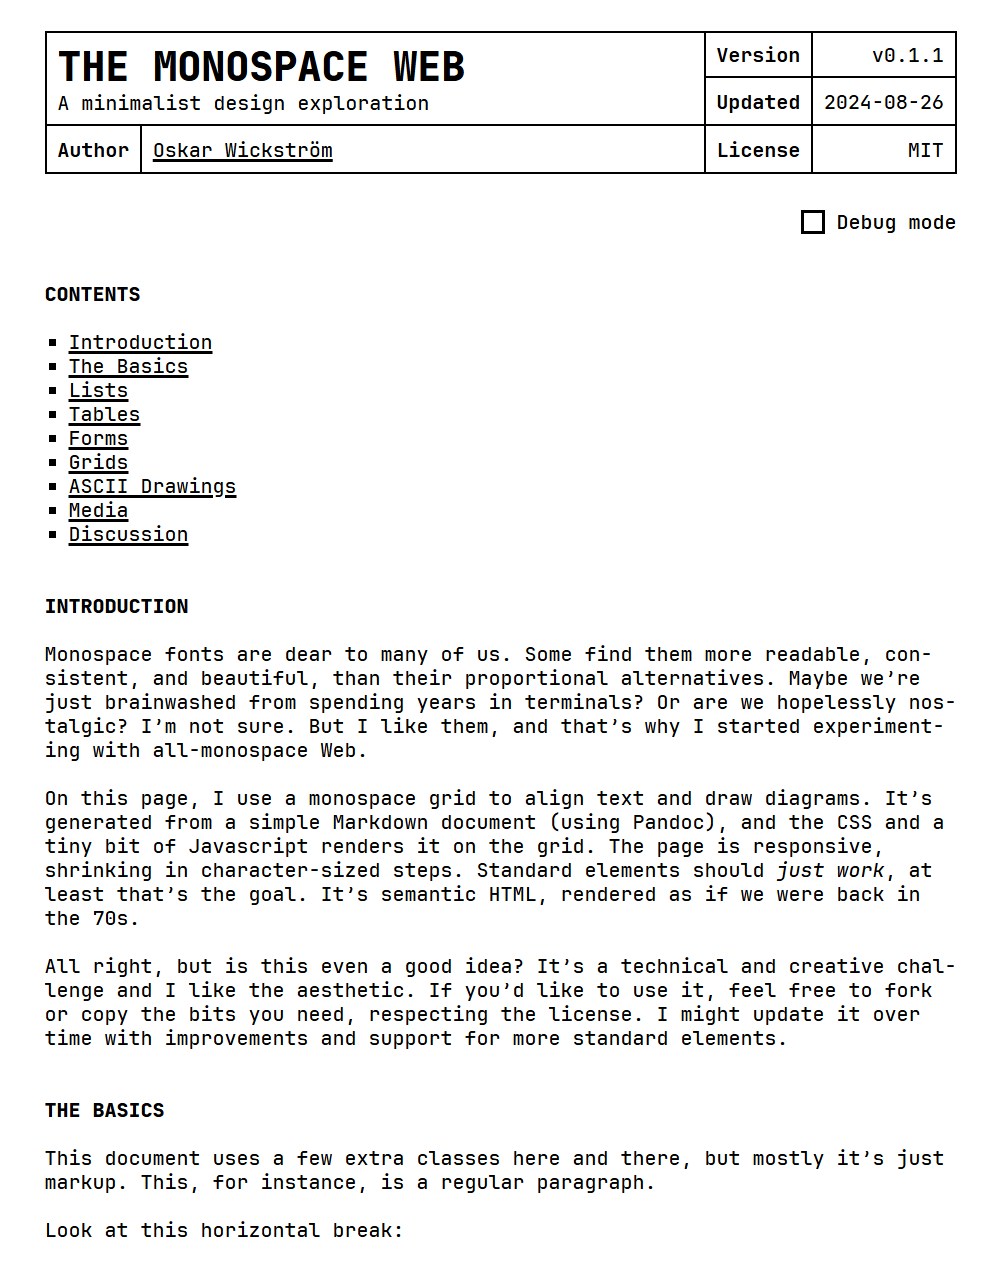 THE MONOSPACE WEB
A minimalist design exploration
Version v0.1.1
Updated 2024-08-26
Author Oskar Wickström
License MIT
Debug mode
CONTENTS
Introduction
The Basics
Lists
Tables
Forms
Grids
ASCII Drawings
Media
Discussion
INTRODUCTION
Monospace fonts are dear to many of us. Some find them more readable, con-
sistent, and beautiful, than their proportional alternatives. Maybe we’re
just brainwashed from spending years in terminals? Or are we hopelessly nos-
talgic? I’m not sure. But I like them, and that’s why I started experiment-
ing with all-monospace Web.
On this page, I use a monospace grid to align text and draw diagrams. It’s
generated from a simple Markdown document (using Pandoc), and the CSS and a
tiny bit of Javascript renders it on the grid. The page is responsive,
shrinking in character-sized steps. Standard elements should just work, at
least that’s the goal. It’s semantic HTML, rendered as if we were back in
the 70s.
All right, but is this even a good idea? It’s a technical and creative chal-
lenge and I like the aesthetic. If you’d like to use it, feel free to fork
or copy the bits you need, respecting the license. I might update it over
time with improvements and support for more standard elements.
THE BASICS
This document uses a few extra classes here and there, but mostly it’s just
markup. This, for instance, is a regular paragraph.
Look at this horizontal break: